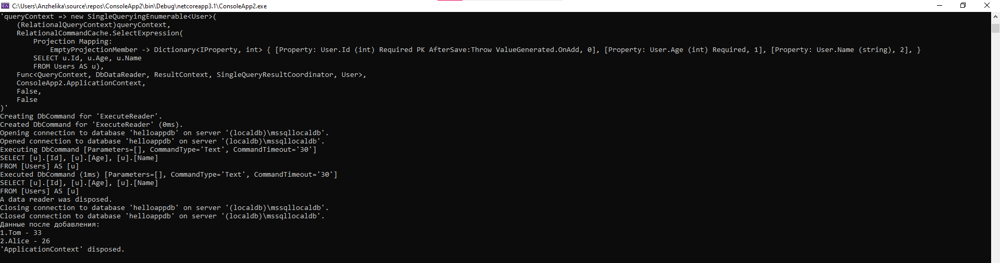 C:\Users\Anzhelika\source\repos\ConsoleApp2\bin\Debug\netcoreapp3.1\ConsoleApp2.exe
'queryContext => new SingleQueryingEnumerable<User>(
    (RelationalQueryContext)queryContext,
    RelationalCommandCache.SelectExpression(
        Projection Mapping:
            EmptyProjectionMember -> Dictionary<IProperty, int> { [Property: User.Id (int) Required PK AfterSave:Throw ValueGenerated.OnAdd, 0], [Property: User.Age (int) Required, 1], [Property: User.Name (string), 2], }
        SELECT u.Id, u.Age, u.Name
        FROM Users AS u),
    Func<QueryContext, DbDataReader, ResultContext, SingleQueryResultCoordinator, User>,
    ConsoleApp2.ApplicationContext,
    False,
    False
)'
Creating DbCommand for 'ExecuteReader'.
Created DbCommand for 'ExecuteReader' (0ms).
Opening connection to database 'helloappdb' on server '(localdb)\mssqllocaldb'.
Opened connection to database 'helloappdb' on server '(localdb)\mssqllocaldb'.
Executing DbCommand [Parameters=[], CommandType='Text', CommandTimeout='30']
SELECT [u].[Id], [u].[Age], [u].[Name]
FROM [Users] AS [u]
Executed DbCommand (1ms) [Parameters=[], CommandType='Text', CommandTimeout='30']
SELECT [u].[Id], [u].[Age], [u].[Name]
FROM [Users] AS [u]
A data reader was disposed.
Closing connection to database 'helloappdb' on server '(localdb)\mssqllocaldb'.
Closed connection to database 'helloappdb' on server '(localdb)\mssqllocaldb'.
Данные после добавления:
1.Tom - 33
2.Alice - 26
'ApplicationContext' disposed.